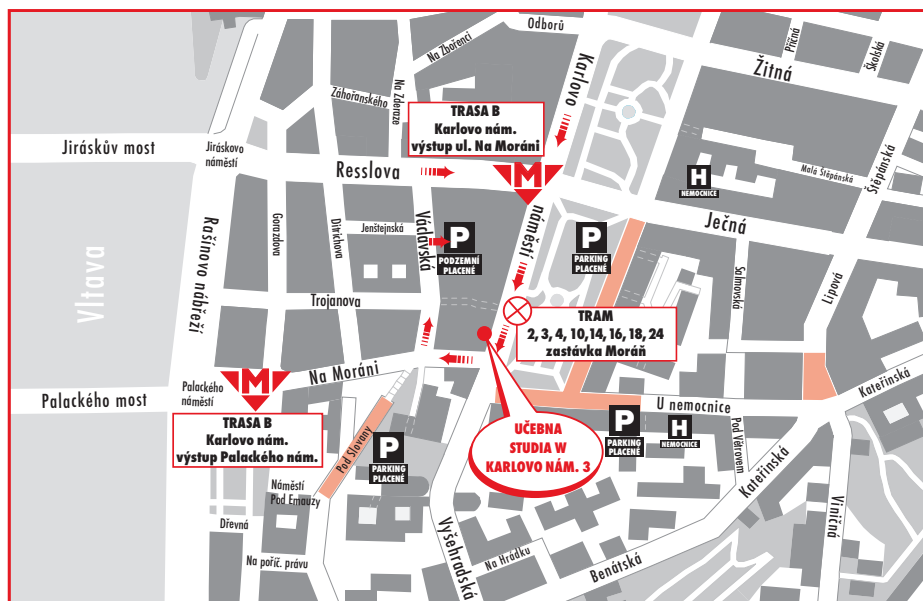 Odborů
Příčná
Školská
Na Zbořenci
Karlovo
Žitná
Na Zderaze
Záhořanského
TRASA B
Karlovo nám.
výstup ul. Na Moráni
Jiráskův most
Jiráskovo
náměstí
Resslova
M
H
NEMOCNICE
Malá Štěpánská
Štěpánská
Ječná
Rašínovo nábřeží
Gorazdova
Dittrichova
Jenštejnská
Václavská
P
PODZEMNÍ
PLACENÉ
náměstí
P
PARKING
PLACENÉ
Salmovská
Lipová
Vltava
Trojanova
TRAM
2, 3, 4, 10,14, 16, 18, 24
zastávka Moráň
Na Moráni
M
Palackého
náměstí
Palackého most
Kateřinská
U nemocnice
TRASA B
Karlovo nám.
výstup Palackého nám.
Pod Slovany
P
PARKING
PLACENÉ
UČEBNA
STUDIA W
KARLOVO NÁM. 3
P
PARKING
PLACENÉ
H
NEMOCNICE
Pod Větrovem
Kateřinská
Náměstí
Pod Emauzy
Dřevná
Na poříč. právu
Vyšehradská
Na Hrádku
Benátská
Viničná